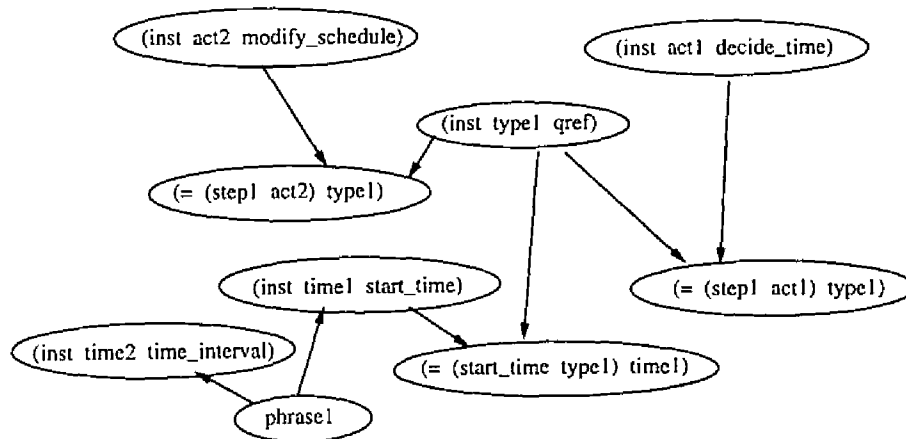 (inst act2 modify_schedule)
(inst act1 decide_time)
(inst type1 qref)
(= (step1 act2) type1)
(inst time1 start_time)
(= (step1 act1) type1)
(inst time2 time_interval)
(= (start_time type1) time1)
phrase1